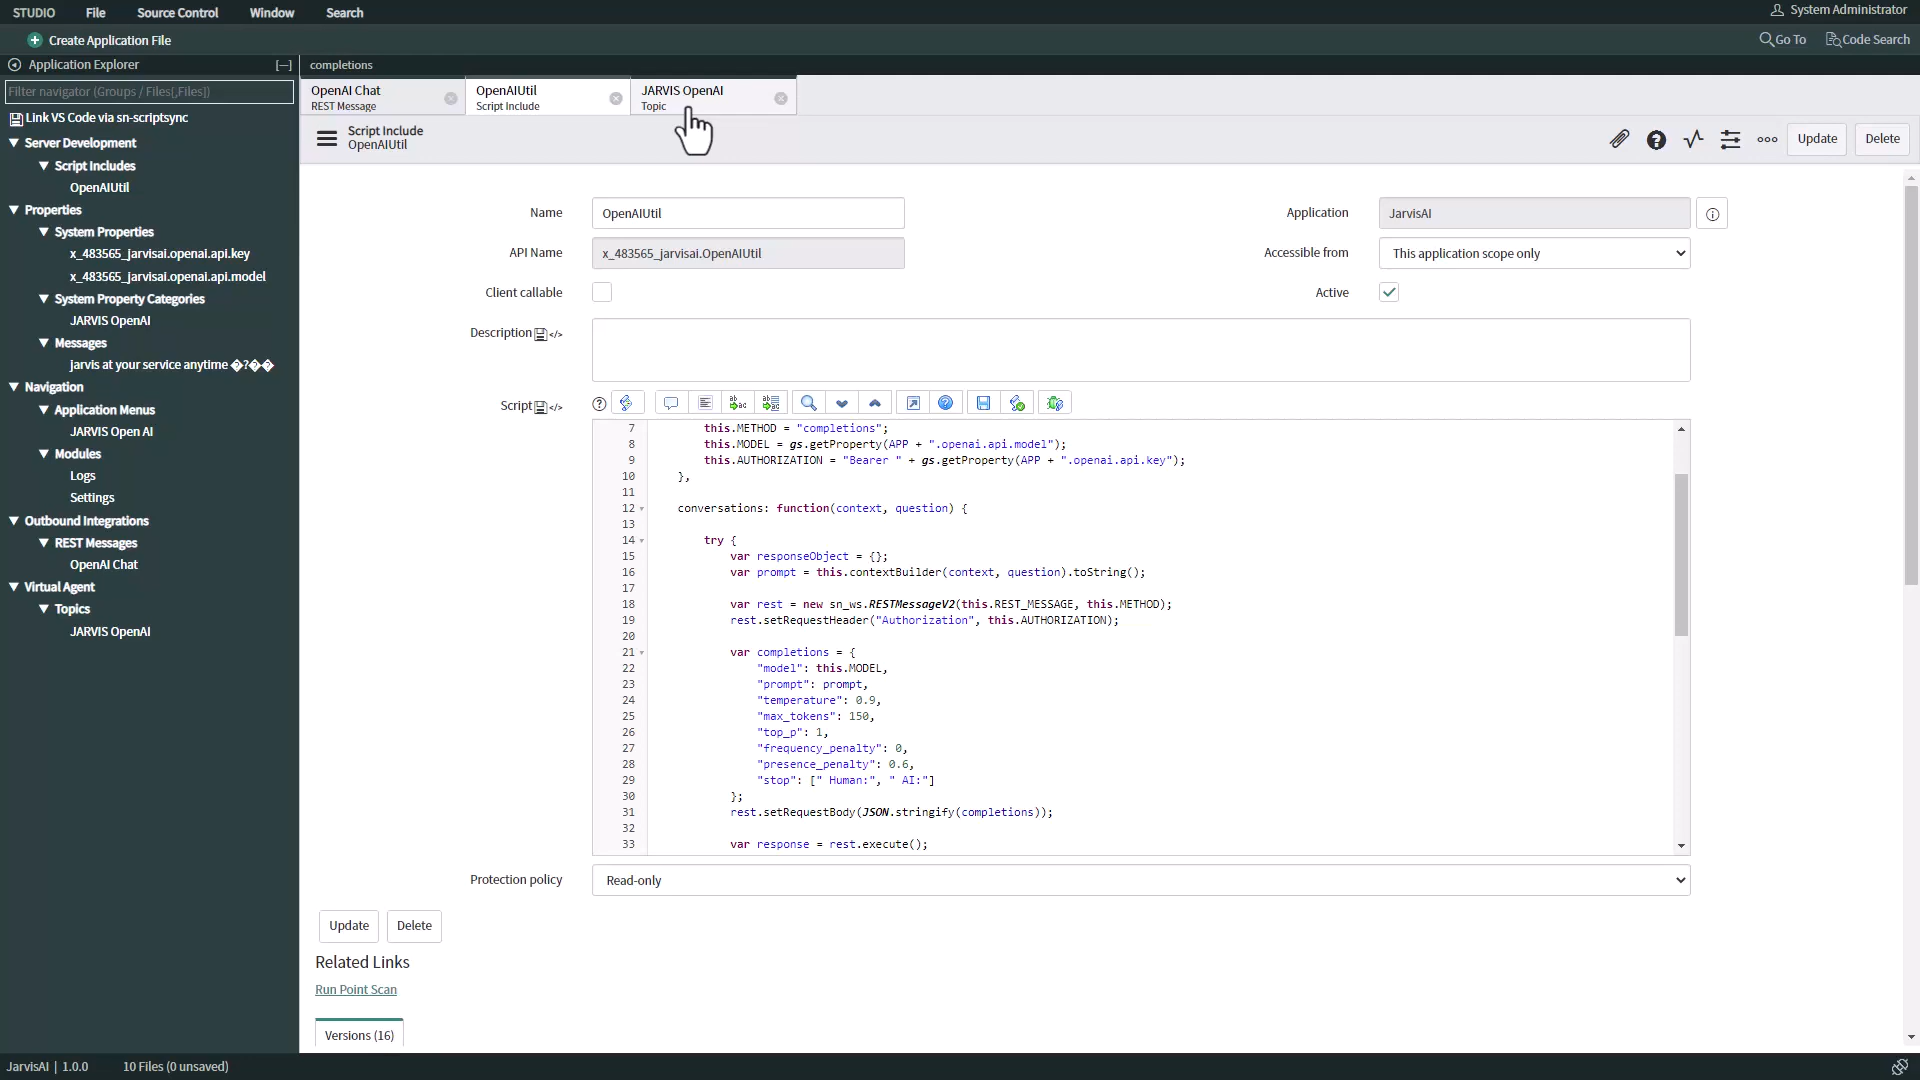 STUDIO File Source Control Window Search System Administrator
Create Application File Go To Code Search
Application Explorer [—] completions
Filter navigator (Groups / Files(,Files))
Link VS Code via sn-scriptsync
Server Development
Script Includes
OpenAIUtil
Properties
System Properties
x_483565_jarvisai.openai.api.key
x_483565_jarvisai.openai.api.model
System Property Categories
JARVIS OpenAI
Messages
jarvis at your service anytime �?��
Navigation
Application Menus
JARVIS Open AI
Modules
Logs
Settings
Outbound Integrations
REST Messages
OpenAI Chat
Virtual Agent
Topics
JARVIS OpenAI
OpenAI Chat
REST Message
OpenAIUtil
Script Include
JARVIS OpenAI
Topic
Script Include
OpenAIUtil
Update Delete
Name OpenAIUtil
Application JarvisAI
API Name x_483565_jarvisai.OpenAIUtil
Accessible from This application scope only
Client callable
Active
Description </>
Script </>
7 this.METHOD = "completions";
8 this.MODEL = gs.getProperty(APP + ".openai.api.model");
9 this.AUTHORIZATION = "Bearer " + gs.getProperty(APP + ".openai.api.key");
10 },
11
12 conversations: function(context, question) {
13
14 try {
15 var responseObject = {};
16 var prompt = this.contextBuilder(context, question).toString();
17
18 var rest = new sn_ws.RESTMessageV2(this.REST_MESSAGE, this.METHOD);
19 rest.setRequestHeader("Authorization", this.AUTHORIZATION);
20
21 var completions = {
22 "model": this.MODEL,
23 "prompt": prompt,
24 "temperature": 0.9,
25 "max_tokens": 150,
26 "top_p": 1,
27 "frequency_penalty": 0,
28 "presence_penalty": 0.6,
29 "stop": [" Human:", " AI:"]
30 };
31 rest.setRequestBody(JSON.stringify(completions));
32
33 var response = rest.execute();
Protection policy Read-only
Update Delete
Related Links
Run Point Scan
Versions (16)
JarvisAI | 1.0.0 10 Files (0 unsaved)